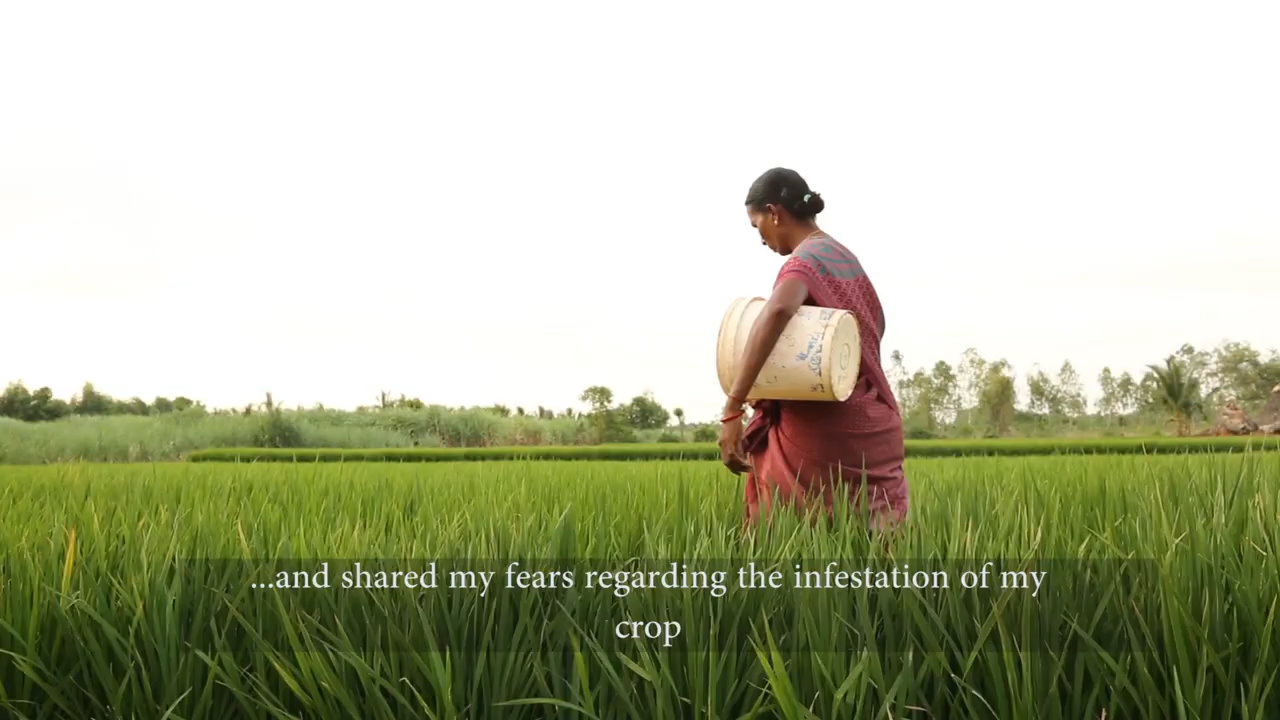 ...and shared my fears regarding the infestation of my
crop